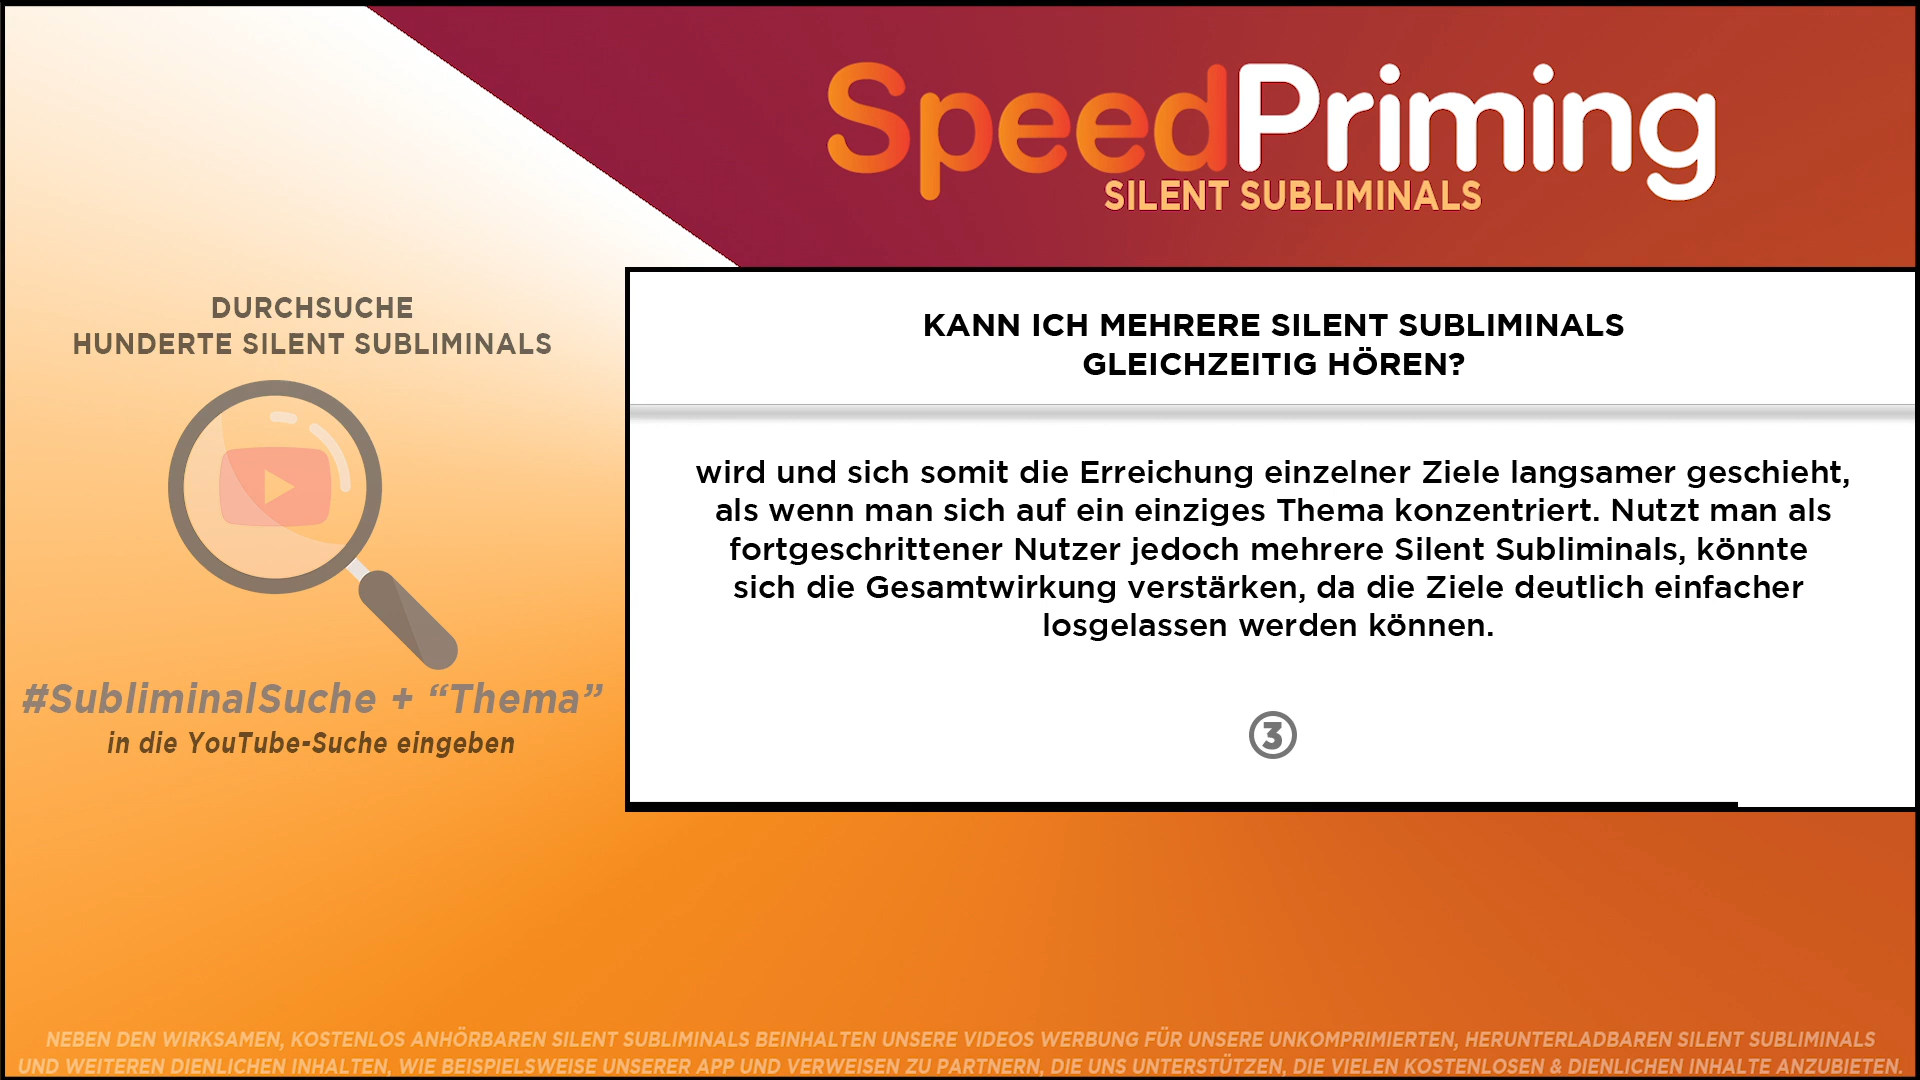 SpeedPriming
SILENT SUBLIMINALS
DURCHSUCHE
HUNDERTE SILENT SUBLIMINALS
#SubliminalSuche + “Thema”
in die YouTube-Suche eingeben
KANN ICH MEHRERE SILENT SUBLIMINALS
GLEICHZEITIG HÖREN?
wird und sich somit die Erreichung einzelner Ziele langsamer geschieht,
als wenn man sich auf ein einziges Thema konzentriert. Nutzt man als
fortgeschrittener Nutzer jedoch mehrere Silent Subliminals, könnte
sich die Gesamtwirkung verstärken, da die Ziele deutlich einfacher
losgelassen werden können.
3
NEBEN DEN WIRKSAMEN, KOSTENLOS ANHÖRBAREN SILENT SUBLIMINALS BEINHALTEN UNSERE VIDEOS WERBUNG FÜR UNSERE UNKOMPRIMIERTEN, HERUNTERLADBAREN SILENT SUBLIMINALS
UND WEITEREN DIENLICHEN INHALTEN, WIE BEISPIELSWEISE UNSERER APP UND VERWEISEN ZU PARTNERN, DIE UNS UNTERSTÜTZEN, DIE VIELEN KOSTENLOSEN & DIENLICHEN INHALTE ANZUBIETEN.